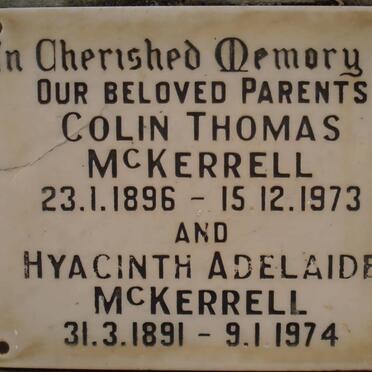 In Cherished Memory
OUR BELOVED PARENTS
COLIN THOMAS
McKERRELL
23.1.1896 - 15.12.1973
AND
HYACINTH ADELAIDE
McKERRELL
31.3.1891 - 9.1.1974